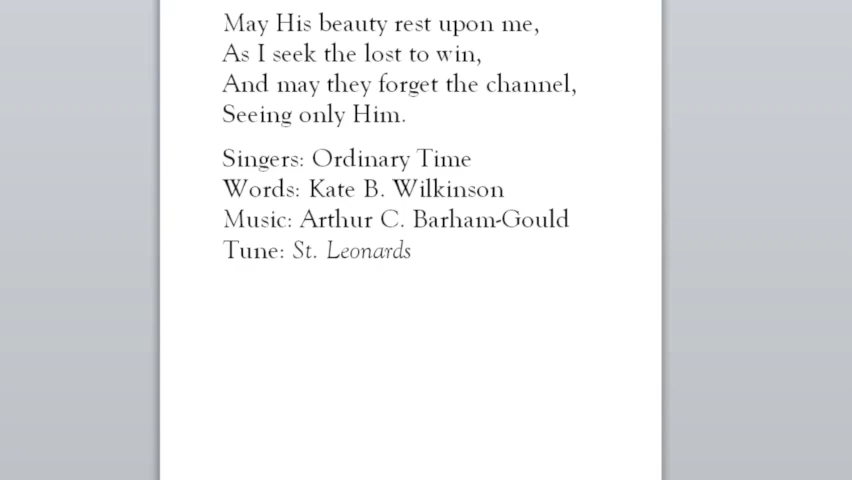 May His beauty rest upon me,
As I seek the lost to win,
And may they forget the channel,
Seeing only Him.
Singers: Ordinary Time
Words: Kate B. Wilkinson
Music: Arthur C. Barham-Gould
Tune: St. Leonards